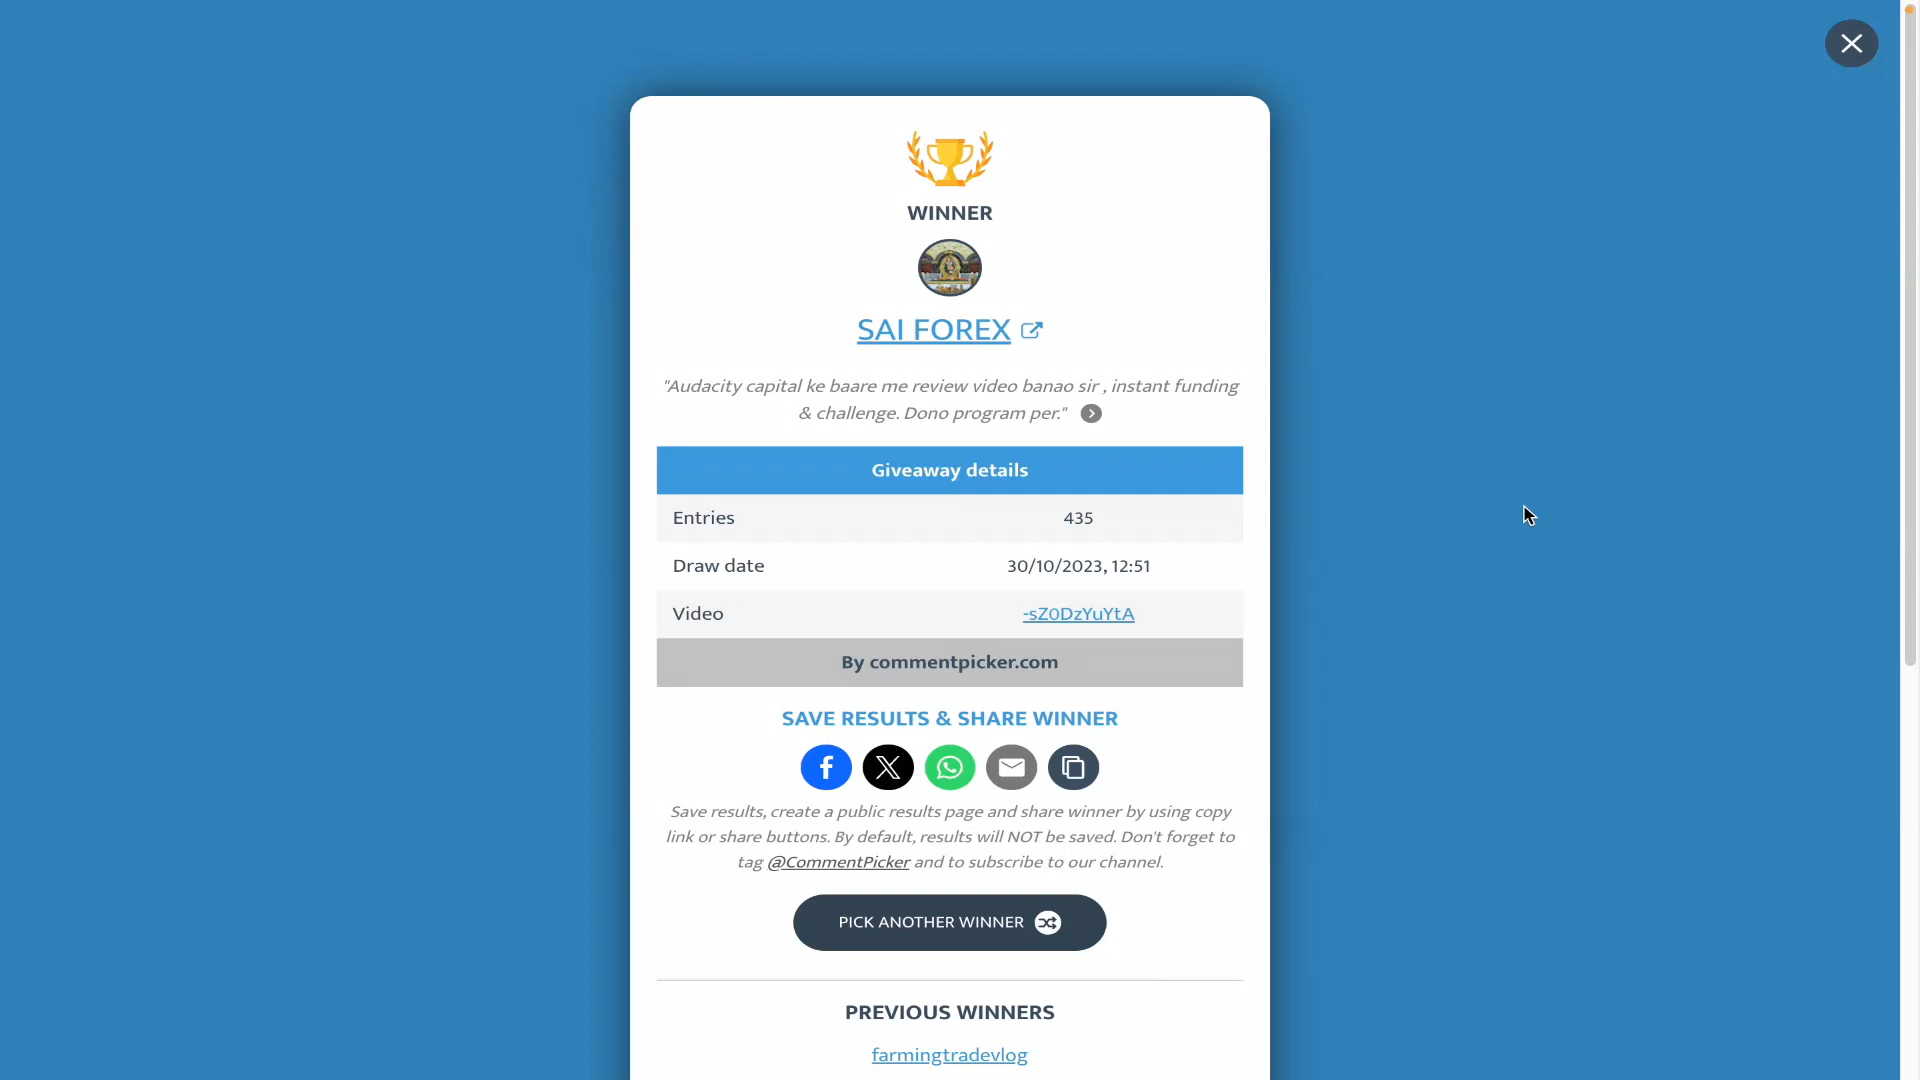 WINNER
SAI FOREX
"Audacity capital ke baare me review video banao sir , instant funding
& challenge. Dono program per."
Giveaway details
Entries 435
Draw date 30/10/2023, 12:51
Video -sZ0DzYuYtA
By commentpicker.com
SAVE RESULTS & SHARE WINNER
Save results, create a public results page and share winner by using copy
link or share buttons. By default, results will NOT be saved. Don't forget to
tag @CommentPicker and to subscribe to our channel.
PICK ANOTHER WINNER
PREVIOUS WINNERS
farmingtradevlog